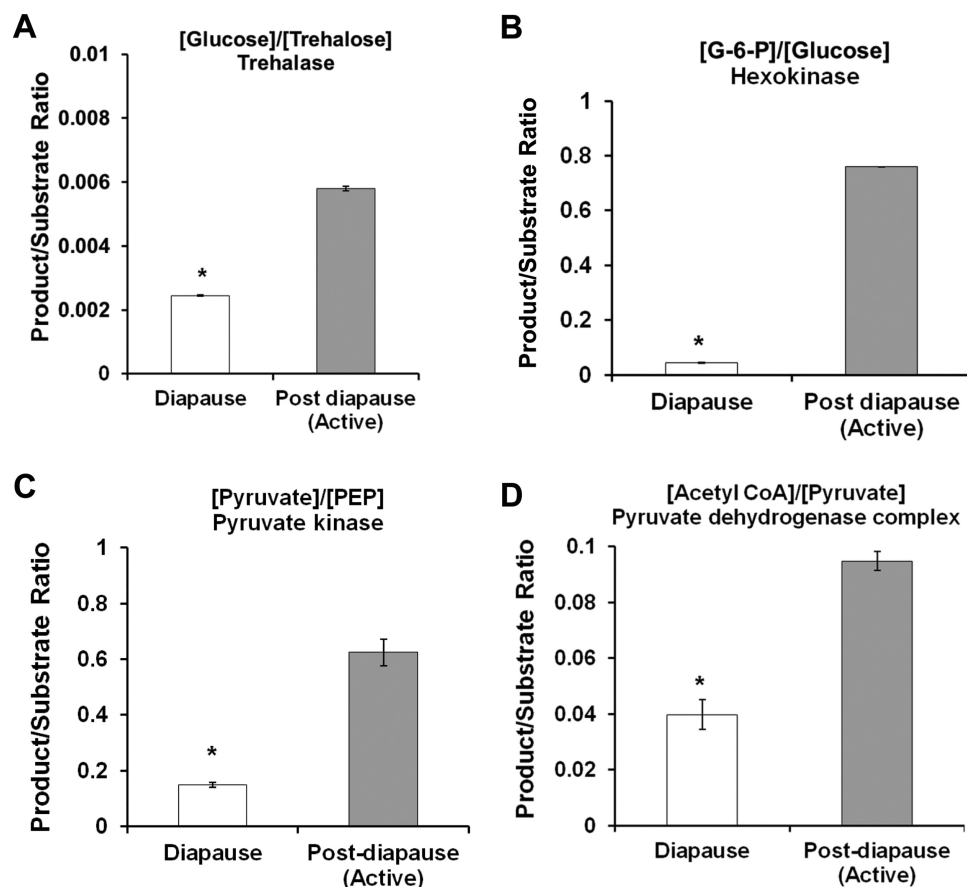 A
[Glucose]/[Trehalose]
Trehalase
Product/Substrate Ratio
0.01
0.008
0.006
0.004
0.002
0
*
Diapause
Post diapause
(Active)
B
[G-6-P]/[Glucose]
Hexokinase
Product/Substrate Ratio
1
0.8
0.6
0.4
0.2
0
*
Diapause
Post diapause
(Active)
C
[Pyruvate]/[PEP]
Pyruvate kinase
Product/Substrate Ratio
1
0.8
0.6
0.4
0.2
0
*
Diapause
Post-diapause
(Active)
D
[Acetyl CoA]/[Pyruvate]
Pyruvate dehydrogenase complex
Product/Substrate Ratio
0.1
0.08
0.06
0.04
0.02
0
*
Diapause
Post-diapause
(Active)